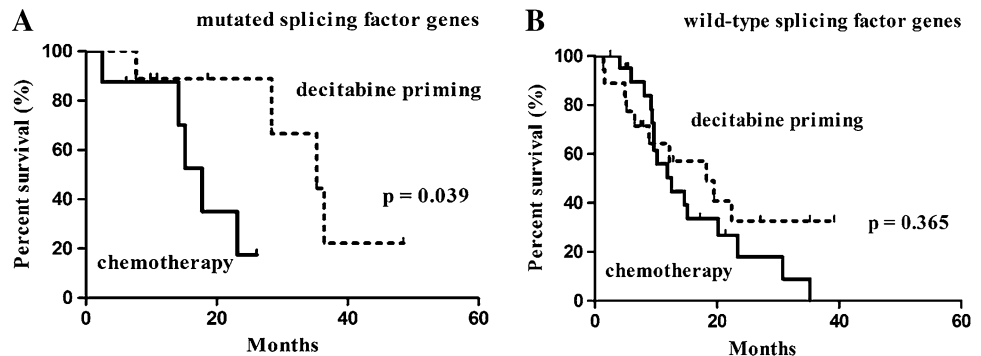 A
mutated splicing factor genes
Percent survival (%)
100
80
60
40
20
0
decitabine priming
p = 0.039
chemotherapy
0 20 40 60
Months
B
wild-type splicing factor genes
Percent survival (%)
100
80
60
40
20
0
decitabine priming
p = 0.365
chemotherapy
0 20 40 60
Months